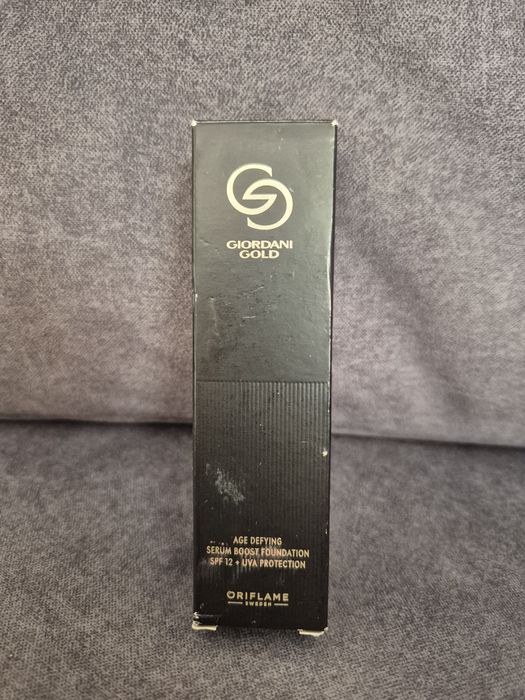 GIORDANI
GOLD
AGE DEFYING
SERUM BOOST FOUNDATION
SPF 12 + UVA PROTECTION
ORIFLAME
SWEDEN